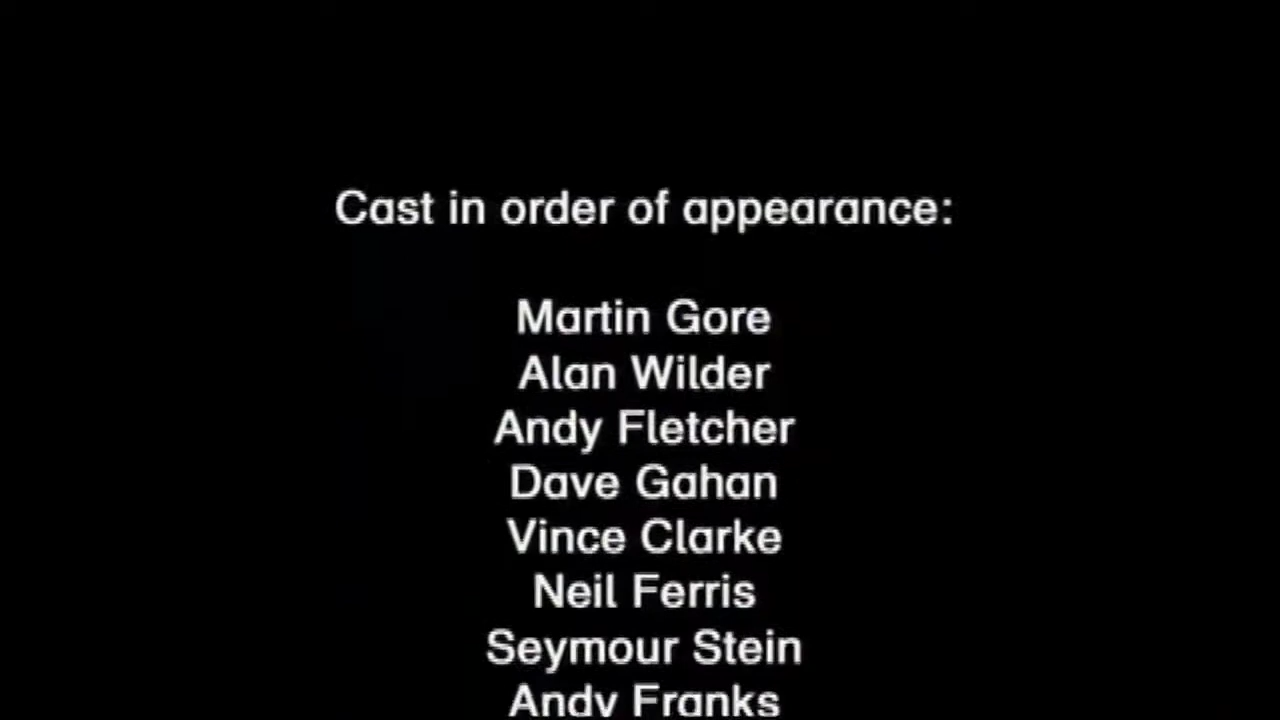 Cast in order of appearance:
Martin Gore
Alan Wilder
Andy Fletcher
Dave Gahan
Vince Clarke
Neil Ferris
Seymour Stein
Andy Franks